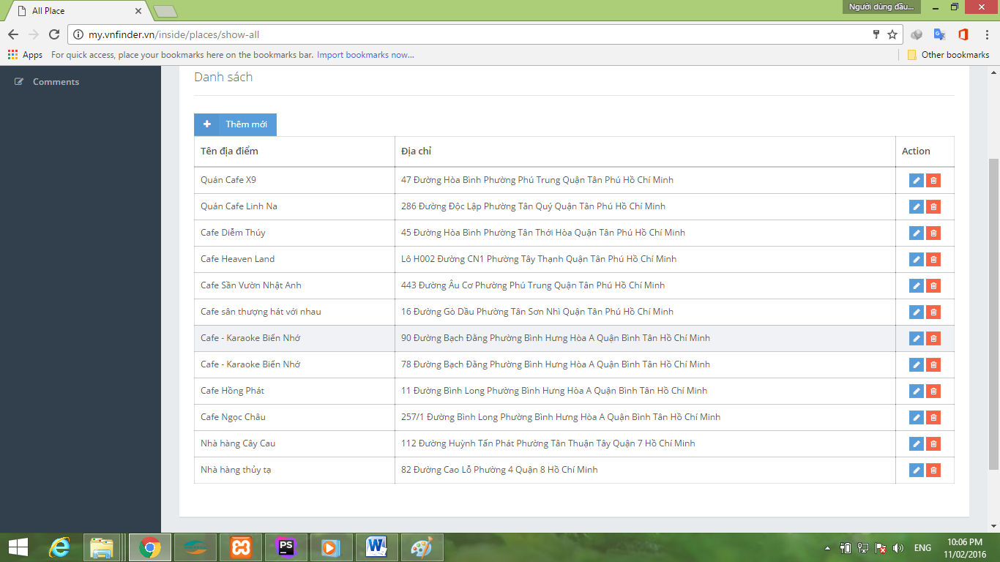 All Place
Người dùng đầu...
my.vnfinder.vn/inside/places/show-all
Apps For quick access, place your bookmarks here on the bookmarks bar. Import bookmarks now... Other bookmarks
Comments
Danh sách
Thêm mới
Tên địa điểm Địa chỉ Action
Quán Cafe X9 47 Đường Hòa Bình Phường Phú Trung Quận Tân Phú Hồ Chí Minh
Quán Cafe Linh Na 286 Đường Độc Lập Phường Tân Quý Quận Tân Phú Hồ Chí Minh
Cafe Diễm Thúy 45 Đường Hòa Bình Phường Tân Thới Hòa Quận Tân Phú Hồ Chí Minh
Cafe Heaven Land Lô H002 Đường CN1 Phường Tây Thạnh Quận Tân Phú Hồ Chí Minh
Cafe Sần Vườn Nhật Anh 443 Đường Âu Cơ Phường Phú Trung Quận Tân Phú Hồ Chí Minh
Cafe sân thượng hát với nhau 16 Đường Gò Dầu Phường Tân Sơn Nhì Quận Tân Phú Hồ Chí Minh
Cafe - Karaoke Biển Nhớ 90 Đường Bạch Đằng Phường Bình Hưng Hòa A Quận Bình Tân Hồ Chí Minh
Cafe - Karaoke Biển Nhớ 78 Đường Bạch Đằng Phường Bình Hưng Hòa A Quận Bình Tân Hồ Chí Minh
Cafe Hồng Phát 11 Đường Bình Long Phường Bình Hưng Hòa A Quận Bình Tân Hồ Chí Minh
Cafe Ngọc Châu 257/1 Đường Bình Long Phường Bình Hưng Hòa A Quận Bình Tân Hồ Chí Minh
Nhà hàng Cây Cau 112 Đường Huỳnh Tấn Phát Phường Tân Thuận Tây Quận 7 Hồ Chí Minh
Nhà hàng thủy tạ 82 Đường Cao Lỗ Phường 4 Quận 8 Hồ Chí Minh
PS
ENG
10:06 PM
11/02/2016